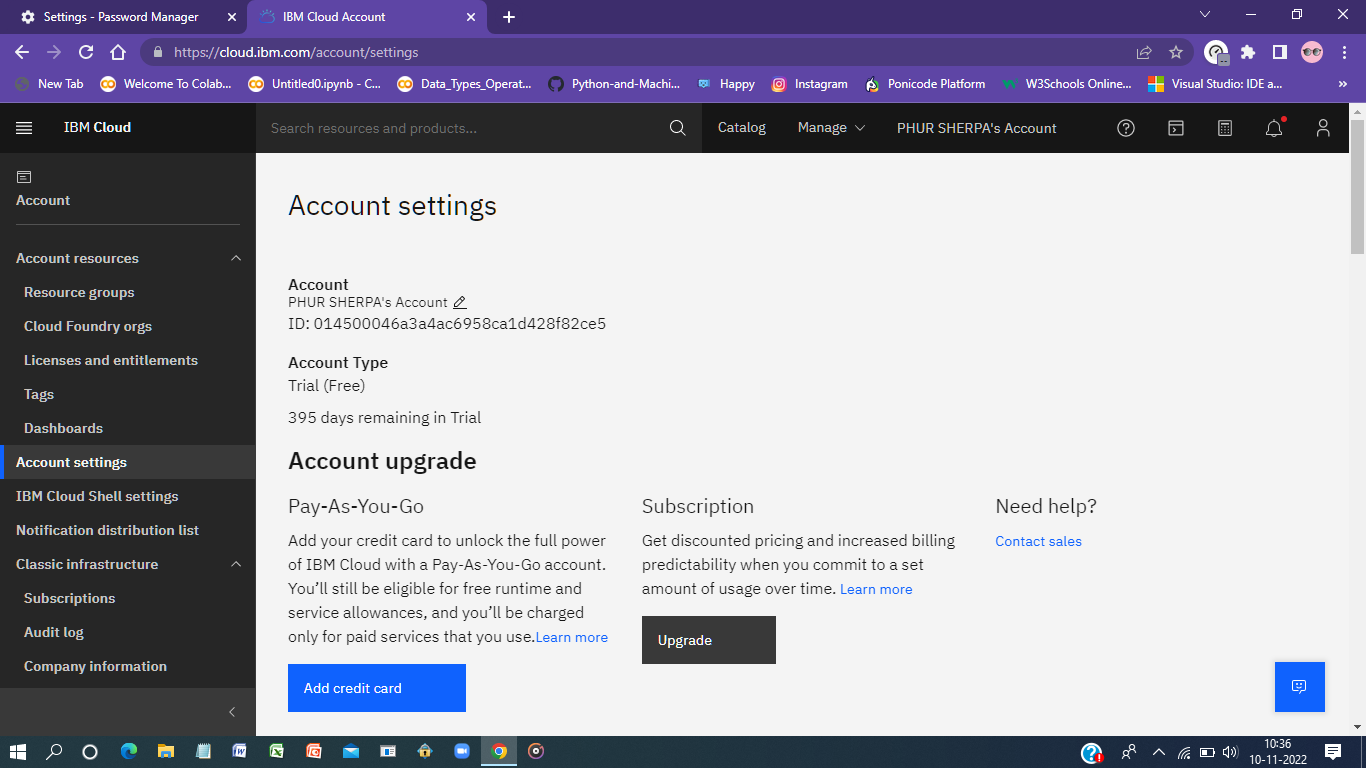 Settings - Password Manager
IBM Cloud Account
https://cloud.ibm.com/account/settings
New Tab
Welcome To Colab...
Untitled0.ipynb - C...
Data_Types_Operat...
Python-and-Machi...
Happy
Instagram
Ponicode Platform
W3Schools Online...
Visual Studio: IDE a...
»
IBM Cloud
Search resources and products...
Catalog
Manage
PHUR SHERPA's Account
Account
Account resources
Resource groups
Cloud Foundry orgs
Licenses and entitlements
Tags
Dashboards
Account settings
IBM Cloud Shell settings
Notification distribution list
Classic infrastructure
Subscriptions
Audit log
Company information
Account settings
Account
PHUR SHERPA's Account
ID: 014500046a3a4ac6958ca1d428f82ce5
Account Type
Trial (Free)
395 days remaining in Trial
Account upgrade
Pay-As-You-Go
Add your credit card to unlock the full power
of IBM Cloud with a Pay-As-You-Go account.
You’ll still be eligible for free runtime and
service allowances, and you’ll be charged
only for paid services that you use.Learn more
Add credit card
Subscription
Get discounted pricing and increased billing
predictability when you commit to a set
amount of usage over time. Learn more
Upgrade
Need help?
Contact sales
10:36
10-11-2022